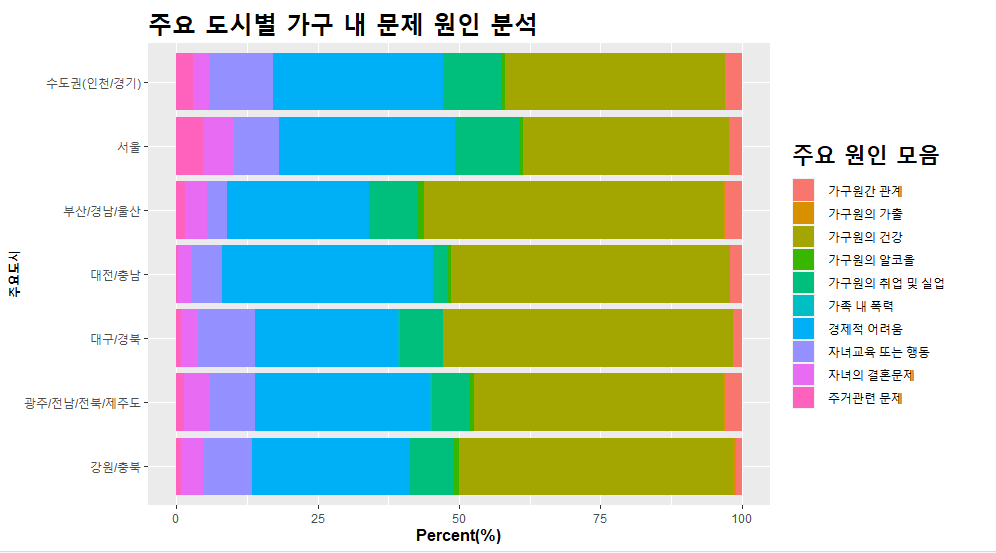 주요 도시별 가구 내 문제 원인 분석
주요도시
수도권(인천/경기)
서울
부산/경남/울산
대전/충남
대구/경북
광주/전남/전북/제주도
강원/충북
0 25 50 75 100
Percent(%)
주요 원인 모음
가구원간 관계
가구원의 가출
가구원의 건강
가구원의 알코올
가구원의 취업 및 실업
가족 내 폭력
경제적 어려움
자녀교육 또는 행동
자녀의 결혼문제
주거관련 문제